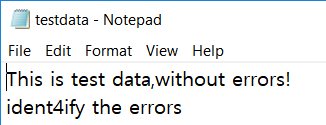 testdata - Notepad
File Edit Format View Help
This is test data,without errors!
ident4ify the errors